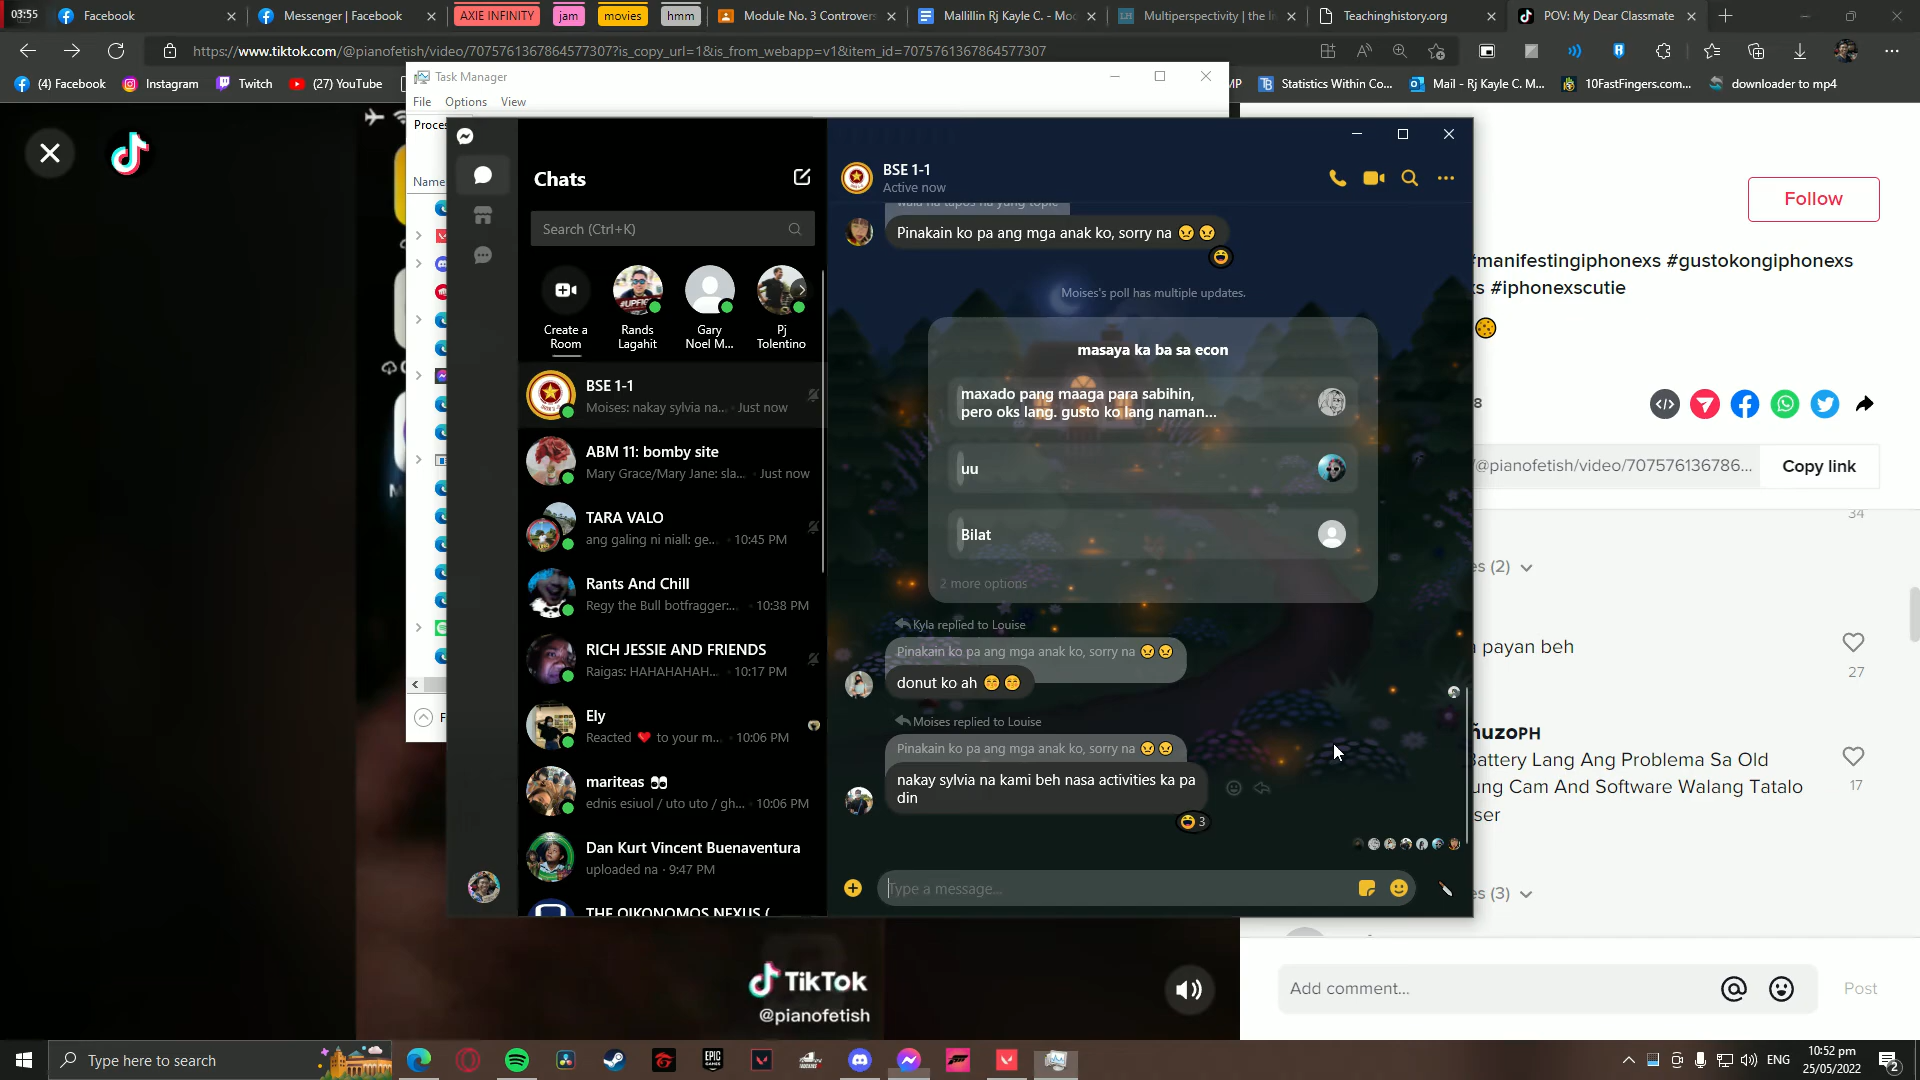 03:55
Facebook
Messenger | Facebook
AXIE INFINITY
jam
movies
hmm
Module No. 3 Controvers
Mallillin Rj Kayle C. - Mod
Multiperspectivity | the In
Teachinghistory.org
POV: My Dear Classmate
https://www.tiktok.com/@pianofetish/video/7075761367864577307?is_copy_url=1&is_from_webapp=v1&item_id=7075761367864577307
(4) Facebook
Instagram
Twitch
(27) YouTube
Statistics Within Co...
Mail - Rj Kayle C. M...
10FastFingers.com...
downloader to mp4
Task Manager
File
Options
View
Proces
Name
Chats
Search (Ctrl+K)
Create a
Room
Rands
Lagahit
Gary
Noel M...
Pj
Tolentino
BSE 1-1
Moises: nakay sylvia na... · Just now
ABM 11: bomby site
Mary Grace/Mary Jane: sla... · Just now
TARA VALO
ang galing ni niall: ge... · 10:45 PM
Rants And Chill
Regy the Bull botfragger:... · 10:38 PM
RICH JESSIE AND FRIENDS
Raigas: HAHAHAHAH... · 10:17 PM
Ely
Reacted ❤ to your m... · 10:06 PM
mariteas 👀
ednis esiuol / uto uto / gh... · 10:06 PM
Dan Kurt Vincent Buenaventura
uploaded na · 9:47 PM
THE OIKONOMOS NEXUS (
BSE 1-1
Active now
wala na tapos na yung topic
Pinakain ko pa ang mga anak ko, sorry na 😠 😠
Moises's poll has multiple updates.
masaya ka ba sa econ
maxado pang maaga para sabihin,
pero oks lang. gusto ko lang naman...
uu
Bilat
2 more options
Kyla replied to Louise
Pinakain ko pa ang mga anak ko, sorry na 😠 😠
donut ko ah 😁 😁
Moises replied to Louise
Pinakain ko pa ang mga anak ko, sorry na 😠 😠
nakay sylvia na kami beh nasa activities ka pa
din
3
Type a message...
Follow
#manifestingiphonexs #gustokongiphonexs
s #iphonexscutie
8
/@pianofetish/video/707576136786...
Copy link
34
es (2)
payan beh
27
ñuzoPH
Battery Lang Ang Problema Sa Old
ung Cam And Software Walang Tatalo
ser
17
es (3)
Add comment...
Post
TikTok
@pianofetish
Type here to search
EPIC
GAMES
ENG
10:52 pm
25/05/2022
2